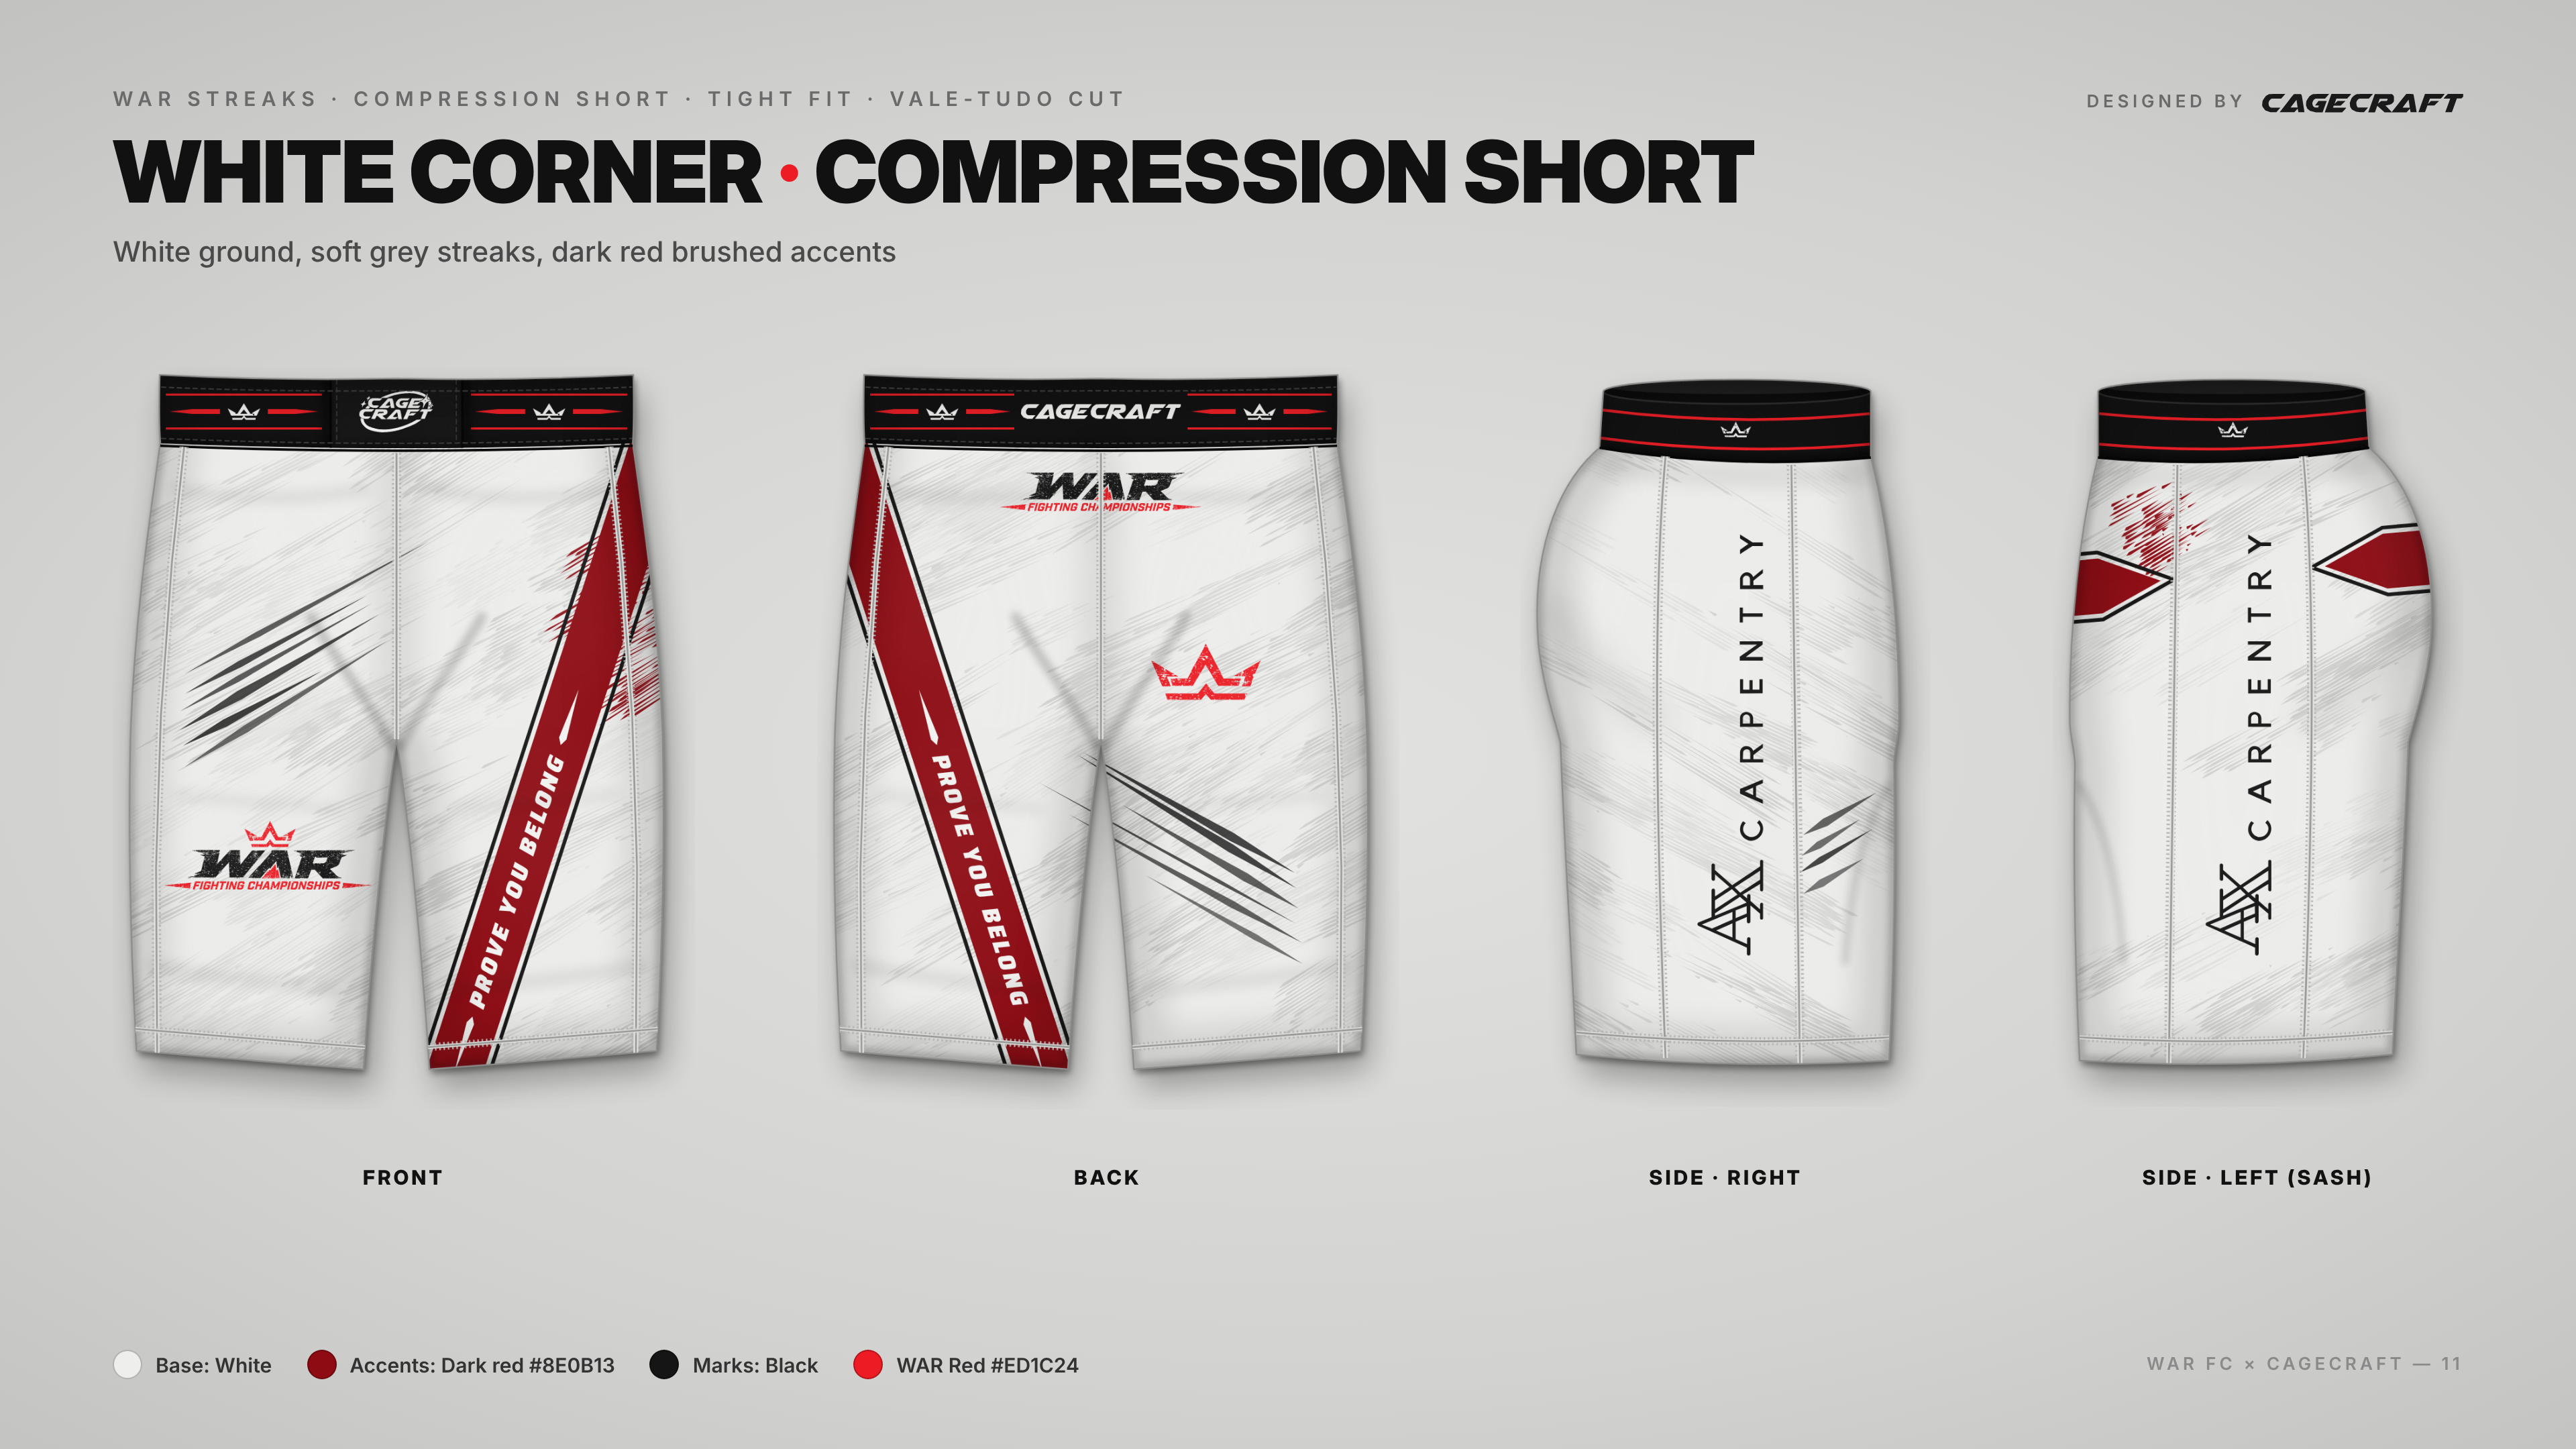 WAR STREAKS · COMPRESSION SHORT · TIGHT FIT · VALE-TUDO CUT
DESIGNED BY CAGECRAFT
WHITE CORNER · COMPRESSION SHORT
White ground, soft grey streaks, dark red brushed accents
CAGE
CRAFT
WAR
FIGHTING CHAMPIONSHIPS
PROVE YOU BELONG
CAGECRAFT
WAR
FIGHTING CHAMPIONSHIPS
PROVE YOU BELONG
AX CARPENTRY
AX CARPENTRY
FRONT
BACK
SIDE · RIGHT
SIDE · LEFT (SASH)
Base: White
Accents: Dark red #8E0B13
Marks: Black
WAR Red #ED1C24
WAR FC × CAGECRAFT — 11